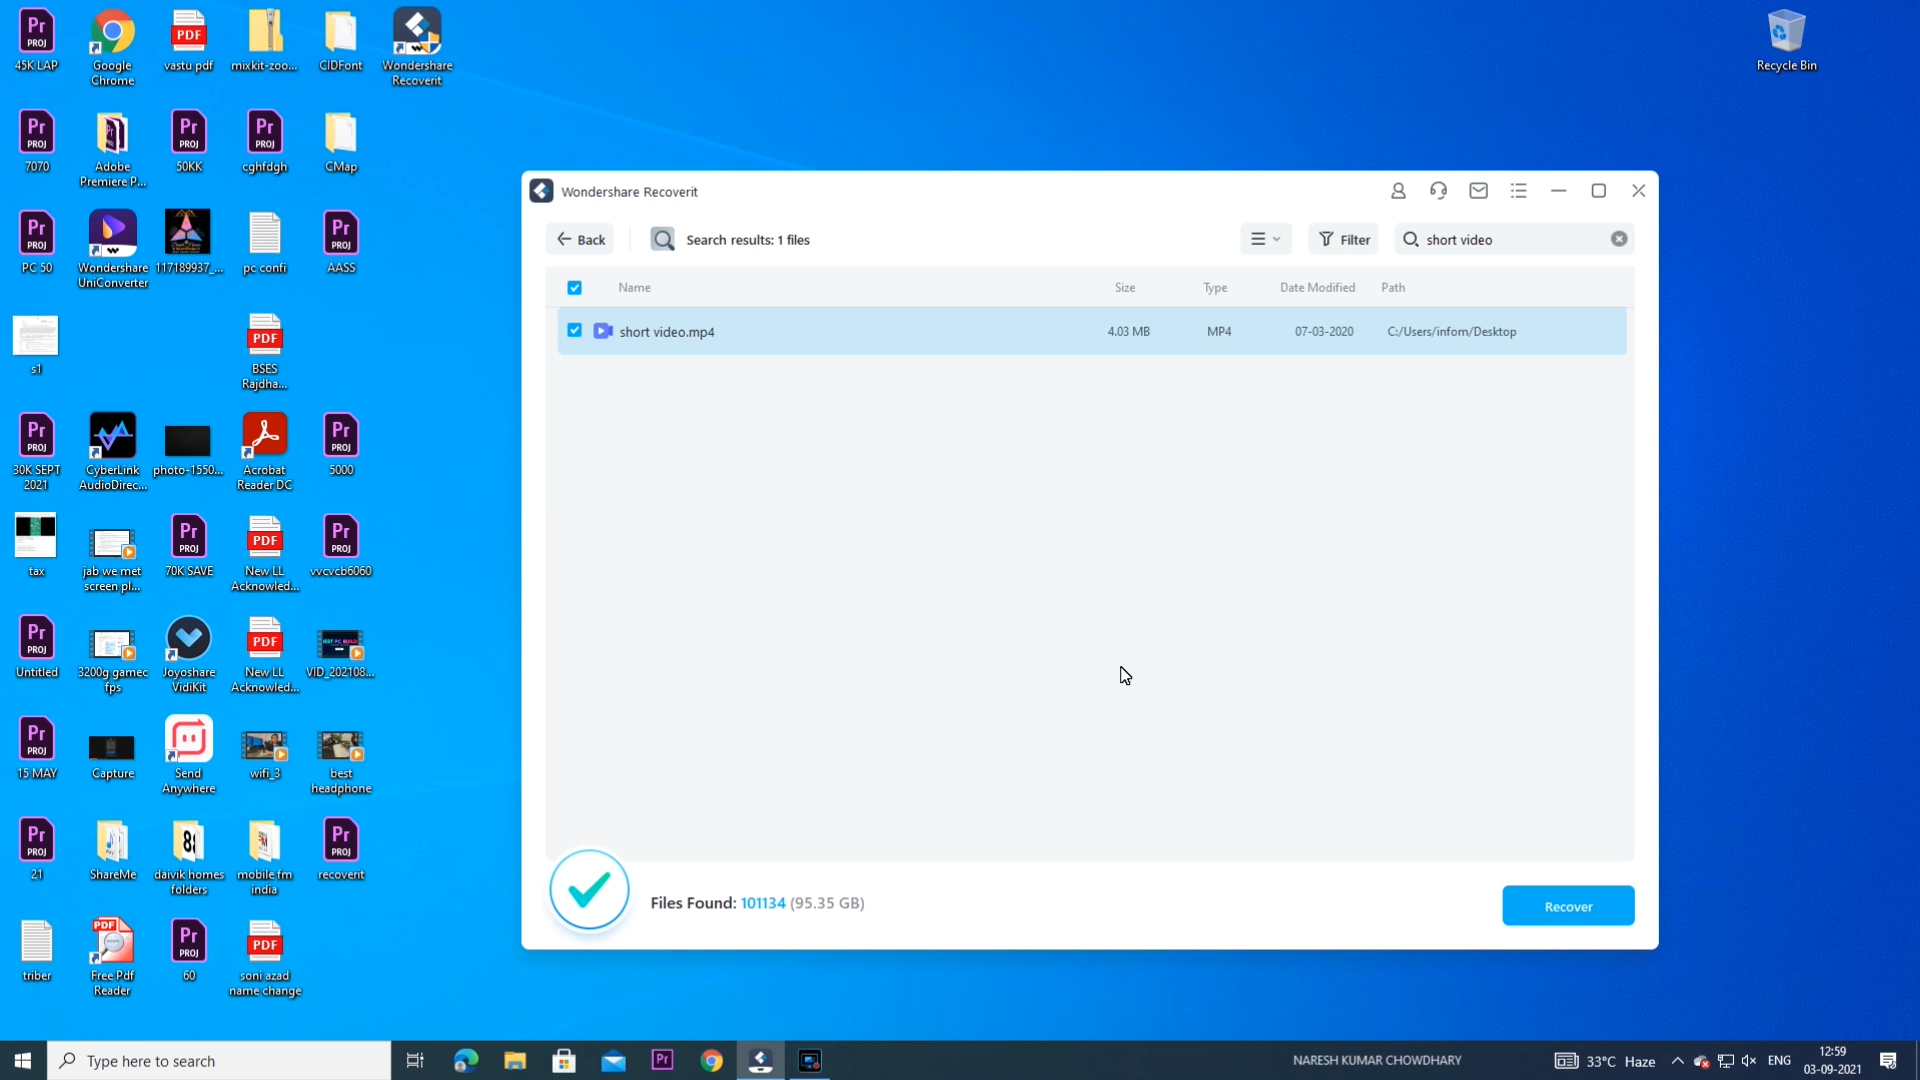 45K LAP
Google
Chrome
vastu pdf
mixkit-zoo...
CIDFont
Wondershare
Recoverit
Recycle Bin
7070
Adobe
Premiere P...
50KK
cghfdgh
CMap
PC 50
Wondershare
UniConverter
117189937_...
pc confi
AASS
s1
BSES
Rajdha...
30K SEPT
2021
CyberLink
AudioDirec...
photo-1550...
Acrobat
Reader DC
5000
tax
jab we met
screen pl...
70K SAVE
New LL
Acknowled...
vvcvcb6060
Untitled
3200g gamec
fps
Joyoshare
VidiKit
New LL
Acknowled...
VID_202108...
15 MAY
Capture
Send
Anywhere
wifi_3
best
headphone
21
ShareMe
daivik homes
folders
mobile fm
india
recoverit
triber
Free Pdf
Reader
60
soni azad
name change
Wondershare Recoverit
Back
Search results: 1 files
Filter
short video
Name
Size
Type
Date Modified
Path
short video.mp4
4.03 MB
MP4
07-03-2020
C:/Users/infom/Desktop
Files Found: 101134 (95.35 GB)
Recover
Type here to search
NARESH KUMAR CHOWDHARY
33°C Haze
ENG
12:59
03-09-2021